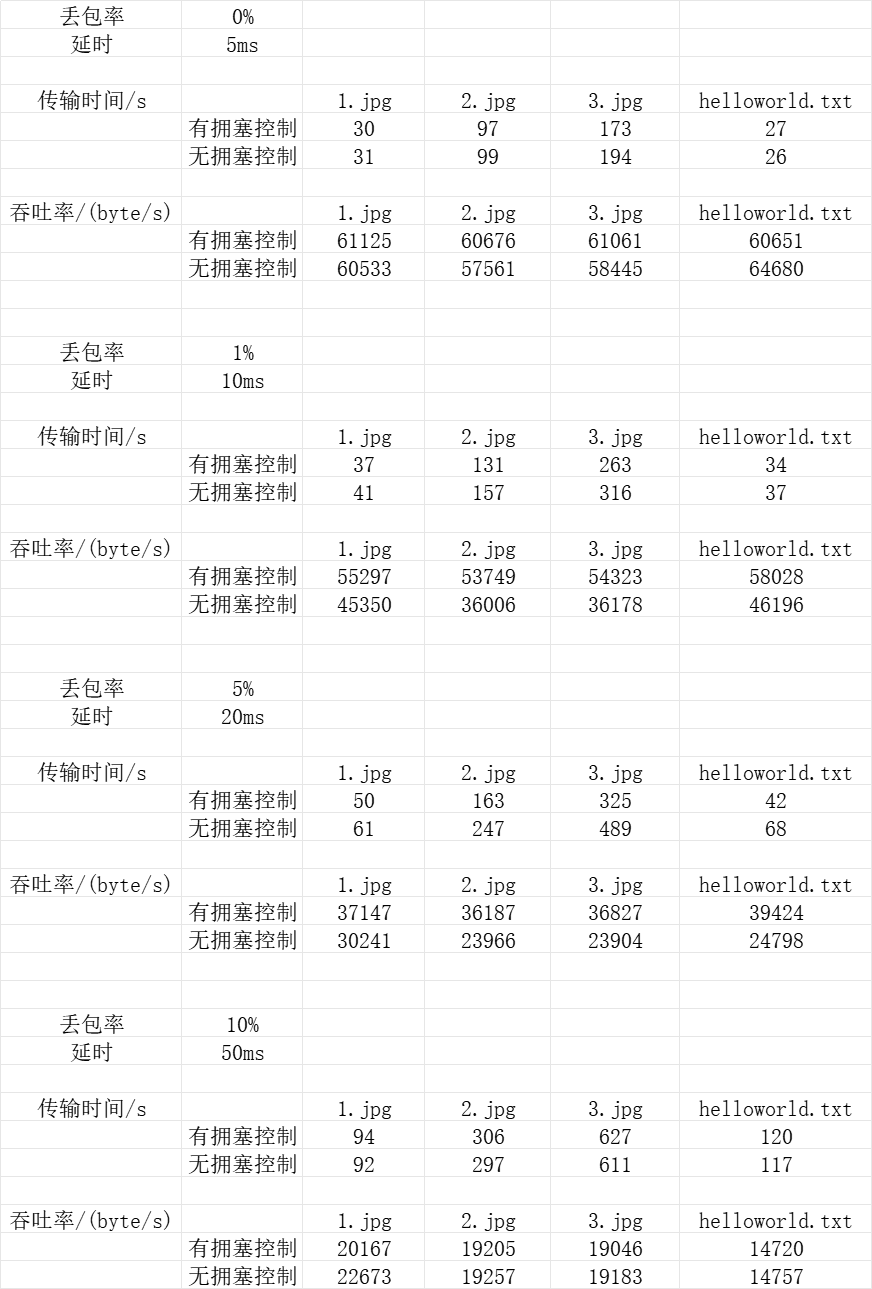 丢包率 0%
延时 5ms
传输时间/s 1.jpg 2.jpg 3.jpg helloworld.txt
有拥塞控制 30 97 173 27
无拥塞控制 31 99 194 26
吞吐率/(byte/s) 1.jpg 2.jpg 3.jpg helloworld.txt
有拥塞控制 61125 60676 61061 60651
无拥塞控制 60533 57561 58445 64680
丢包率 1%
延时 10ms
传输时间/s 1.jpg 2.jpg 3.jpg helloworld.txt
有拥塞控制 37 131 263 34
无拥塞控制 41 157 316 37
吞吐率/(byte/s) 1.jpg 2.jpg 3.jpg helloworld.txt
有拥塞控制 55297 53749 54323 58028
无拥塞控制 45350 36006 36178 46196
丢包率 5%
延时 20ms
传输时间/s 1.jpg 2.jpg 3.jpg helloworld.txt
有拥塞控制 50 163 325 42
无拥塞控制 61 247 489 68
吞吐率/(byte/s) 1.jpg 2.jpg 3.jpg helloworld.txt
有拥塞控制 37147 36187 36827 39424
无拥塞控制 30241 23966 23904 24798
丢包率 10%
延时 50ms
传输时间/s 1.jpg 2.jpg 3.jpg helloworld.txt
有拥塞控制 94 306 627 120
无拥塞控制 92 297 611 117
吞吐率/(byte/s) 1.jpg 2.jpg 3.jpg helloworld.txt
有拥塞控制 20167 19205 19046 14720
无拥塞控制 22673 19257 19183 14757